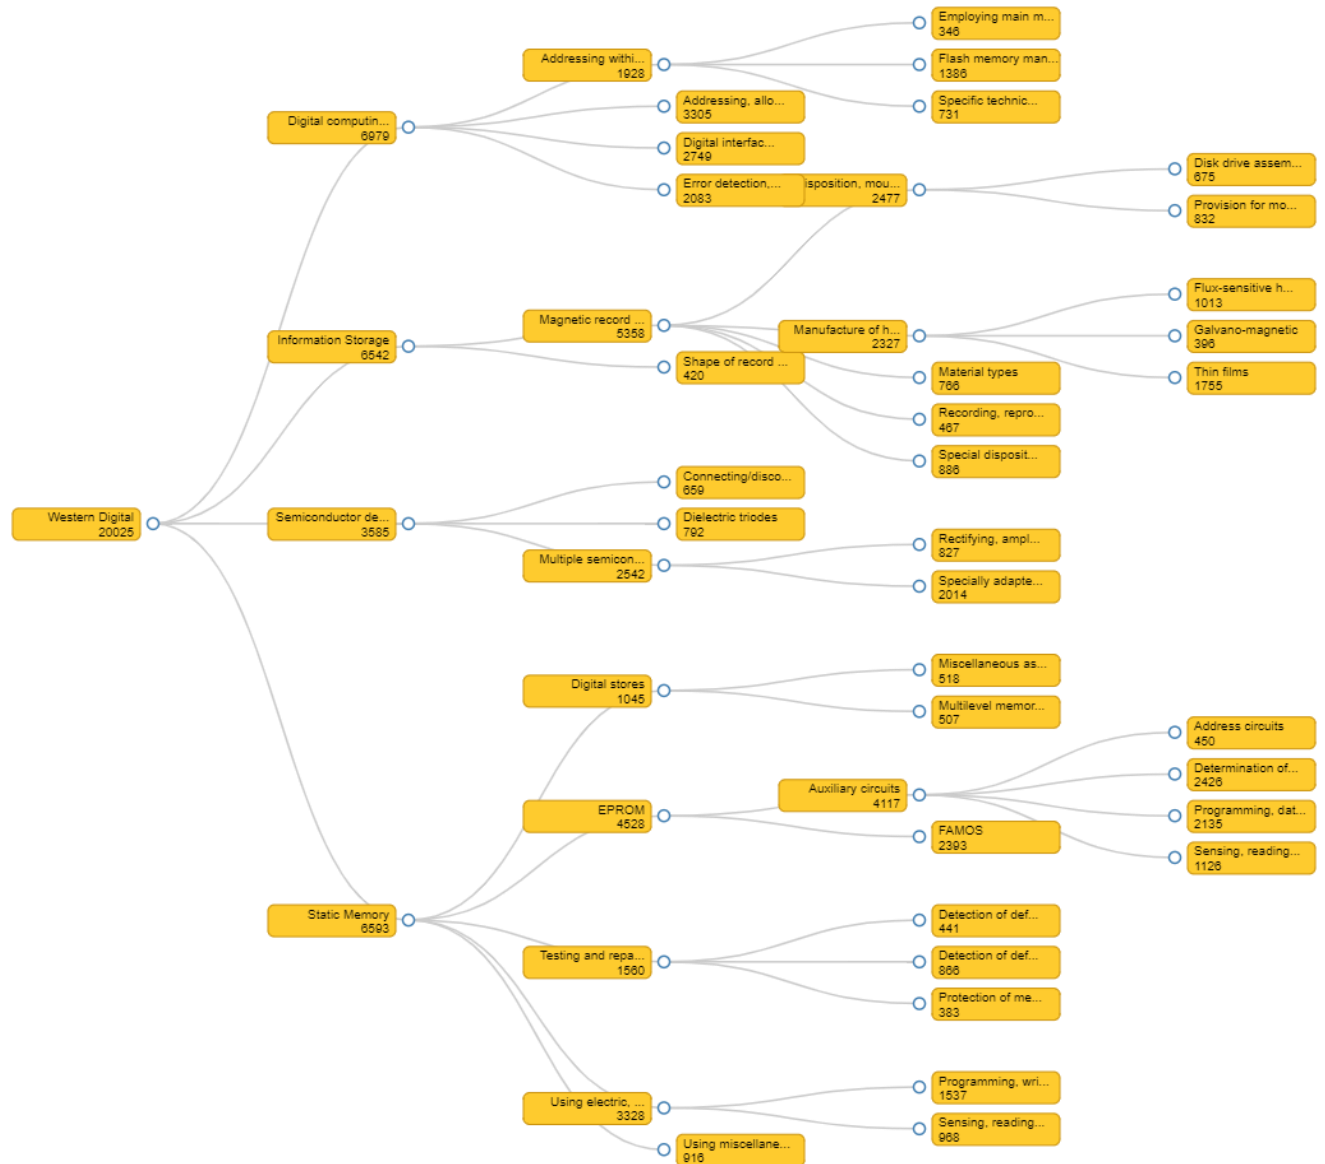 Employing main m...
346
Addressing withi...
1928
Flash memory man...
1386
Addressing, allo...
3305
Specific technic...
731
Digital computin...
6979
Digital interfac...
2749
Disk drive assem...
675
Error detection,...
2083
isposition, mou...
2477
Provision for mo...
832
Flux-sensitive h...
1013
Magnetic record ...
5358
Manufacture of h...
2327
Galvano-magnetic
396
Information Storage
6542
Shape of record ...
420
Material types
766
Thin films
1755
Recording, repro...
467
Special disposit...
886
Connecting/disco...
659
Western Digital
20025
Semiconductor de...
3585
Dielectric triodes
792
Multiple semicon...
2542
Rectifying, ampl...
827
Specially adapte...
2014
Miscellaneous as...
518
Digital stores
1045
Multilevel memor...
507
Address circuits
450
Determination of...
2426
Auxiliary circuits
4117
EPROM
4528
Programming, dat...
2135
FAMOS
2393
Sensing, reading...
1126
Static Memory
6593
Detection of def...
441
Testing and repa...
1560
Detection of def...
866
Protection of me...
383
Programming, wri...
1537
Using electric, ...
3328
Sensing, reading...
968
Using miscellane...
916